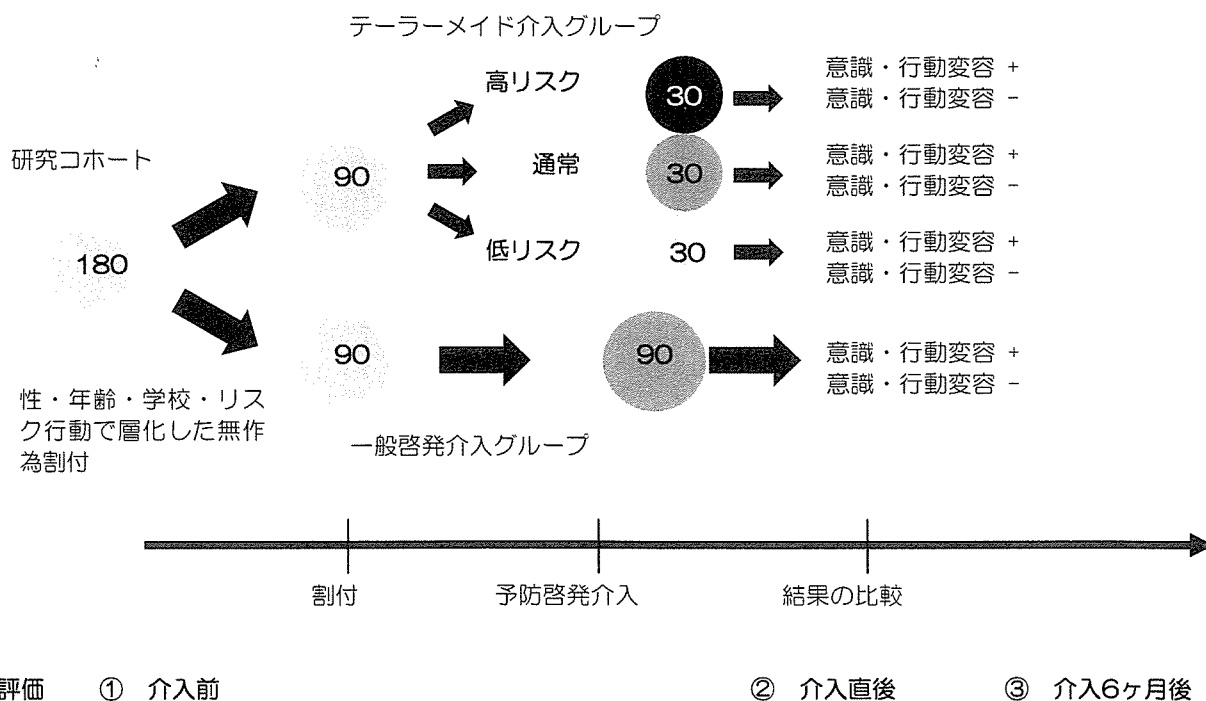 テーラーメイド介入グループ
高リスク
30
意識・行動変容 +
意識・行動変容 -
研究コホート
90
通常
30
意識・行動変容 +
意識・行動変容 -
180
低リスク
30
意識・行動変容 +
意識・行動変容 -
90
90
意識・行動変容 +
意識・行動変容 -
性・年齢・学校・リス
ク行動で層化した無作
為割付
一般啓発介入グループ
割付
予防啓発介入
結果の比較
評価
① 介入前
② 介入直後
③ 介入6ヶ月後